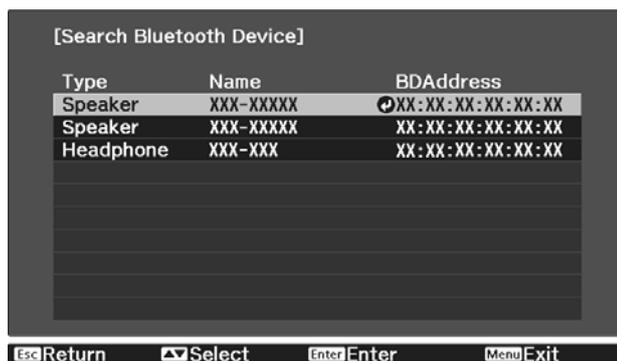 [Search Bluetooth Device]
Type Name BDAddress
Speaker XXX-XXXXX XX:XX:XX:XX:XX:XX
Speaker XXX-XXXXX XX:XX:XX:XX:XX:XX
Headphone XXX-XXX XX:XX:XX:XX:XX:XX
Esc Return Select Enter Enter Menu Exit